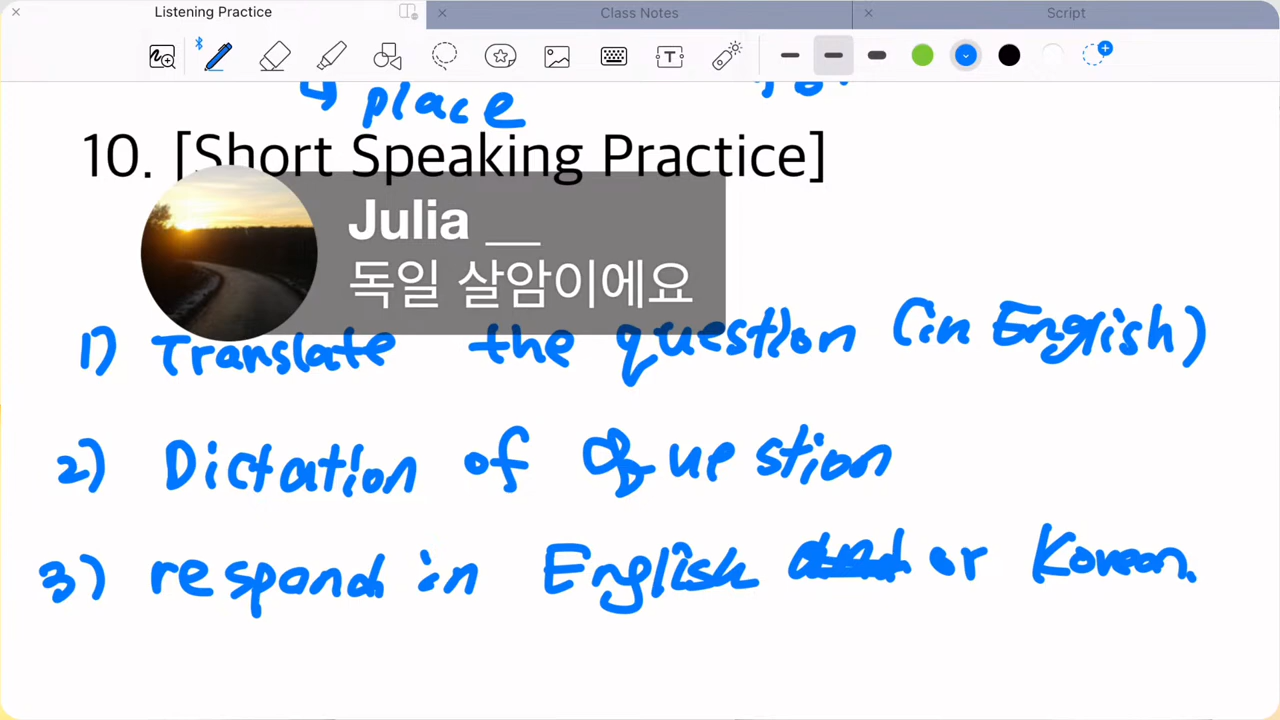 Listening Practice
Class Notes
Script
place
10. [Short Speaking Practice]
Julia __
독일 살암이에요
1) Translate the question (in English)
2) Dictation of Question
3) respond in English and or Korean.